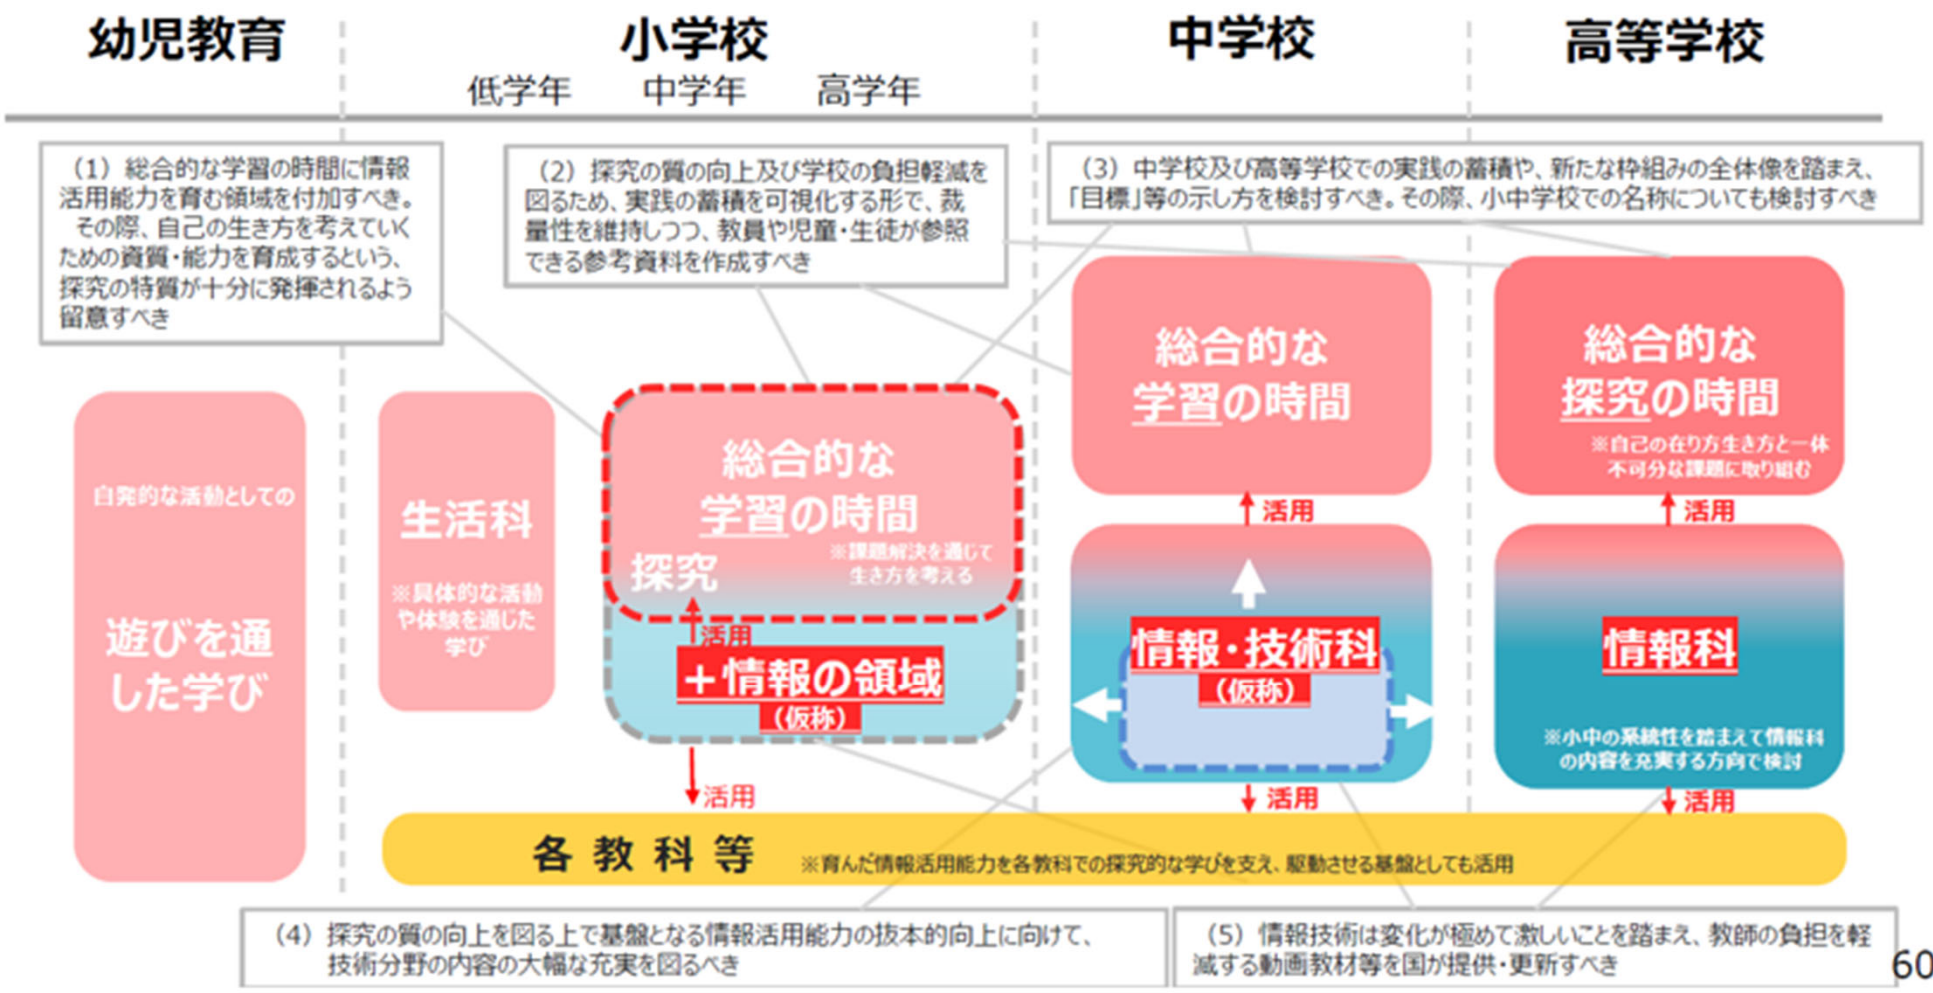 幼児教育
小学校
中学校
高等学校
低学年
中学年
高学年
（1）総合的な学習の時間に情報
活用能力を育む領域を付加すべき。
その際、自己の生き方を考えていく
ための資質・能力を育成するという、
探究の特質が十分に発揮されるよう
留意すべき
（2）探究の質の向上及び学校の負担軽減を
図るため、実践の蓄積を可視化する形で、裁
量性を維持しつつ、教員や児童・生徒が参照
できる参考資料を作成すべき
（3）中学校及び高等学校での実践の蓄積や、新たな枠組みの全体像を踏まえ、
「目標」等の示し方を検討すべき。その際、小中学校での名称についても検討すべき
自発的な活動としての
遊びを通
した学び
生活科
※具体的な活動
や体験を通じた
学び
総合的な
学習の時間
※課題解決を通じて
生き方を考える
探究
活用
＋情報の領域
（仮称）
活用
総合的な
学習の時間
活用
情報・技術科
（仮称）
活用
総合的な
探究の時間
※自己の在り方生き方と一体
不可分な課題に取り組む
活用
情報科
※小中の系統性を踏まえて情報科
の内容を充実する方向で検討
活用
各教科等
※育んだ情報活用能力を各教科での探究的な学びを支え、駆動させる基盤としても活用
（4）探究の質の向上を図る上で基盤となる情報活用能力の抜本的向上に向けて、
技術分野の内容の大幅な充実を図るべき
（5）情報技術は変化が極めて激しいことを踏まえ、教師の負担を軽
減する動画教材等を国が提供・更新すべき
60